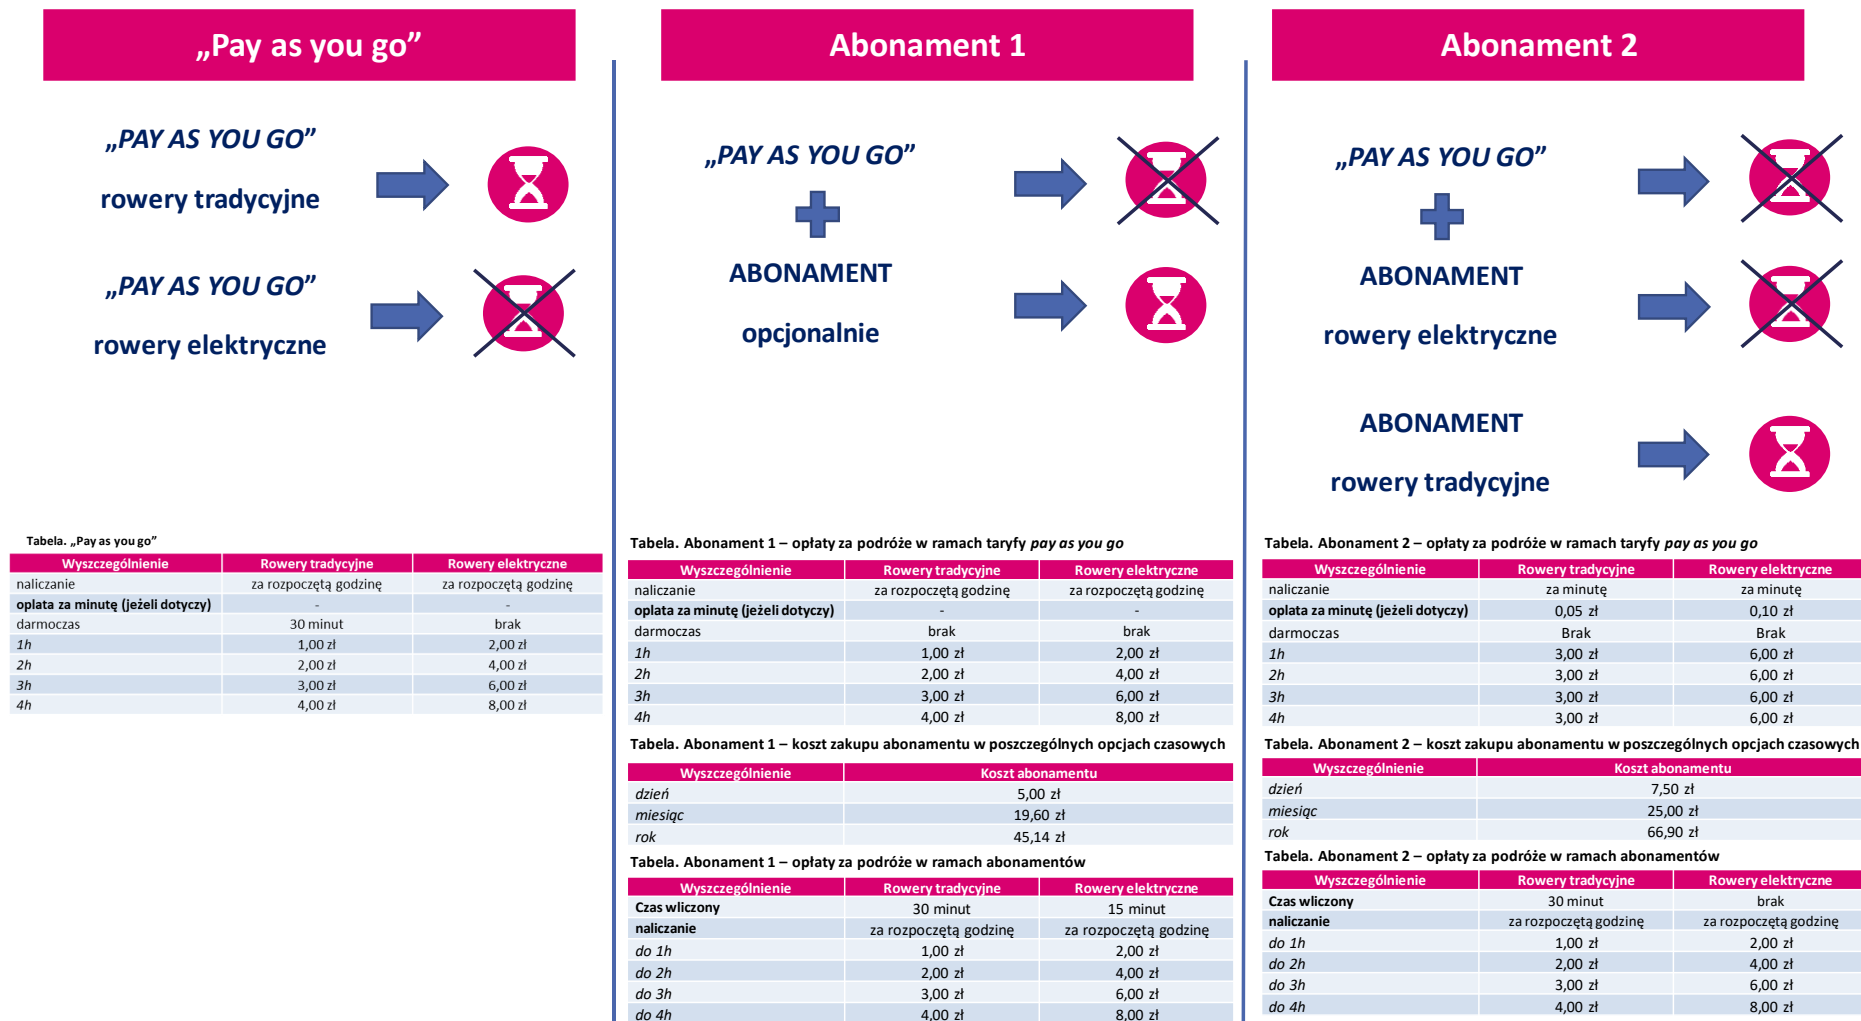 „Pay as you go”
„PAY AS YOU GO”
rowery tradycyjne
„PAY AS YOU GO”
rowery elektryczne
Tabela. „Pay as you go”
Wyszczególnienie Rowery tradycyjne Rowery elektryczne
naliczanie za rozpoczętą godzinę za rozpoczętą godzinę
oplata za minutę (jeżeli dotyczy) - -
darmoczas 30 minut brak
1h 1,00 zł 2,00 zł
2h 2,00 zł 4,00 zł
3h 3,00 zł 6,00 zł
4h 4,00 zł 8,00 zł
Abonament 1
„PAY AS YOU GO”
ABONAMENT
opcjonalnie
Tabela. Abonament 1 – opłaty za podróże w ramach taryfy pay as you go
Wyszczególnienie Rowery tradycyjne Rowery elektryczne
naliczanie za rozpoczętą godzinę za rozpoczętą godzinę
oplata za minutę (jeżeli dotyczy) - -
darmoczas brak brak
1h 1,00 zł 2,00 zł
2h 2,00 zł 4,00 zł
3h 3,00 zł 6,00 zł
4h 4,00 zł 8,00 zł
Tabela. Abonament 1 – koszt zakupu abonamentu w poszczególnych opcjach czasowych
Wyszczególnienie Koszt abonamentu
dzień 5,00 zł
miesiąc 19,60 zł
rok 45,14 zł
Tabela. Abonament 1 – opłaty za podróże w ramach abonamentów
Wyszczególnienie Rowery tradycyjne Rowery elektryczne
Czas wliczony 30 minut 15 minut
naliczanie za rozpoczętą godzinę za rozpoczętą godzinę
do 1h 1,00 zł 2,00 zł
do 2h 2,00 zł 4,00 zł
do 3h 3,00 zł 6,00 zł
do 4h 4,00 zł 8,00 zł
Abonament 2
„PAY AS YOU GO”
ABONAMENT
rowery elektryczne
ABONAMENT
rowery tradycyjne
Tabela. Abonament 2 – opłaty za podróże w ramach taryfy pay as you go
Wyszczególnienie Rowery tradycyjne Rowery elektryczne
naliczanie za minutę za minutę
oplata za minutę (jeżeli dotyczy) 0,05 zł 0,10 zł
darmoczas Brak Brak
1h 3,00 zł 6,00 zł
2h 3,00 zł 6,00 zł
3h 3,00 zł 6,00 zł
4h 3,00 zł 6,00 zł
Tabela. Abonament 2 – koszt zakupu abonamentu w poszczególnych opcjach czasowych
Wyszczególnienie Koszt abonamentu
dzień 7,50 zł
miesiąc 25,00 zł
rok 66,90 zł
Tabela. Abonament 2 – opłaty za podróże w ramach abonamentów
Wyszczególnienie Rowery tradycyjne Rowery elektryczne
Czas wliczony 30 minut brak
naliczanie za rozpoczętą godzinę za rozpoczętą godzinę
do 1h 1,00 zł 2,00 zł
do 2h 2,00 zł 4,00 zł
do 3h 3,00 zł 6,00 zł
do 4h 4,00 zł 8,00 zł